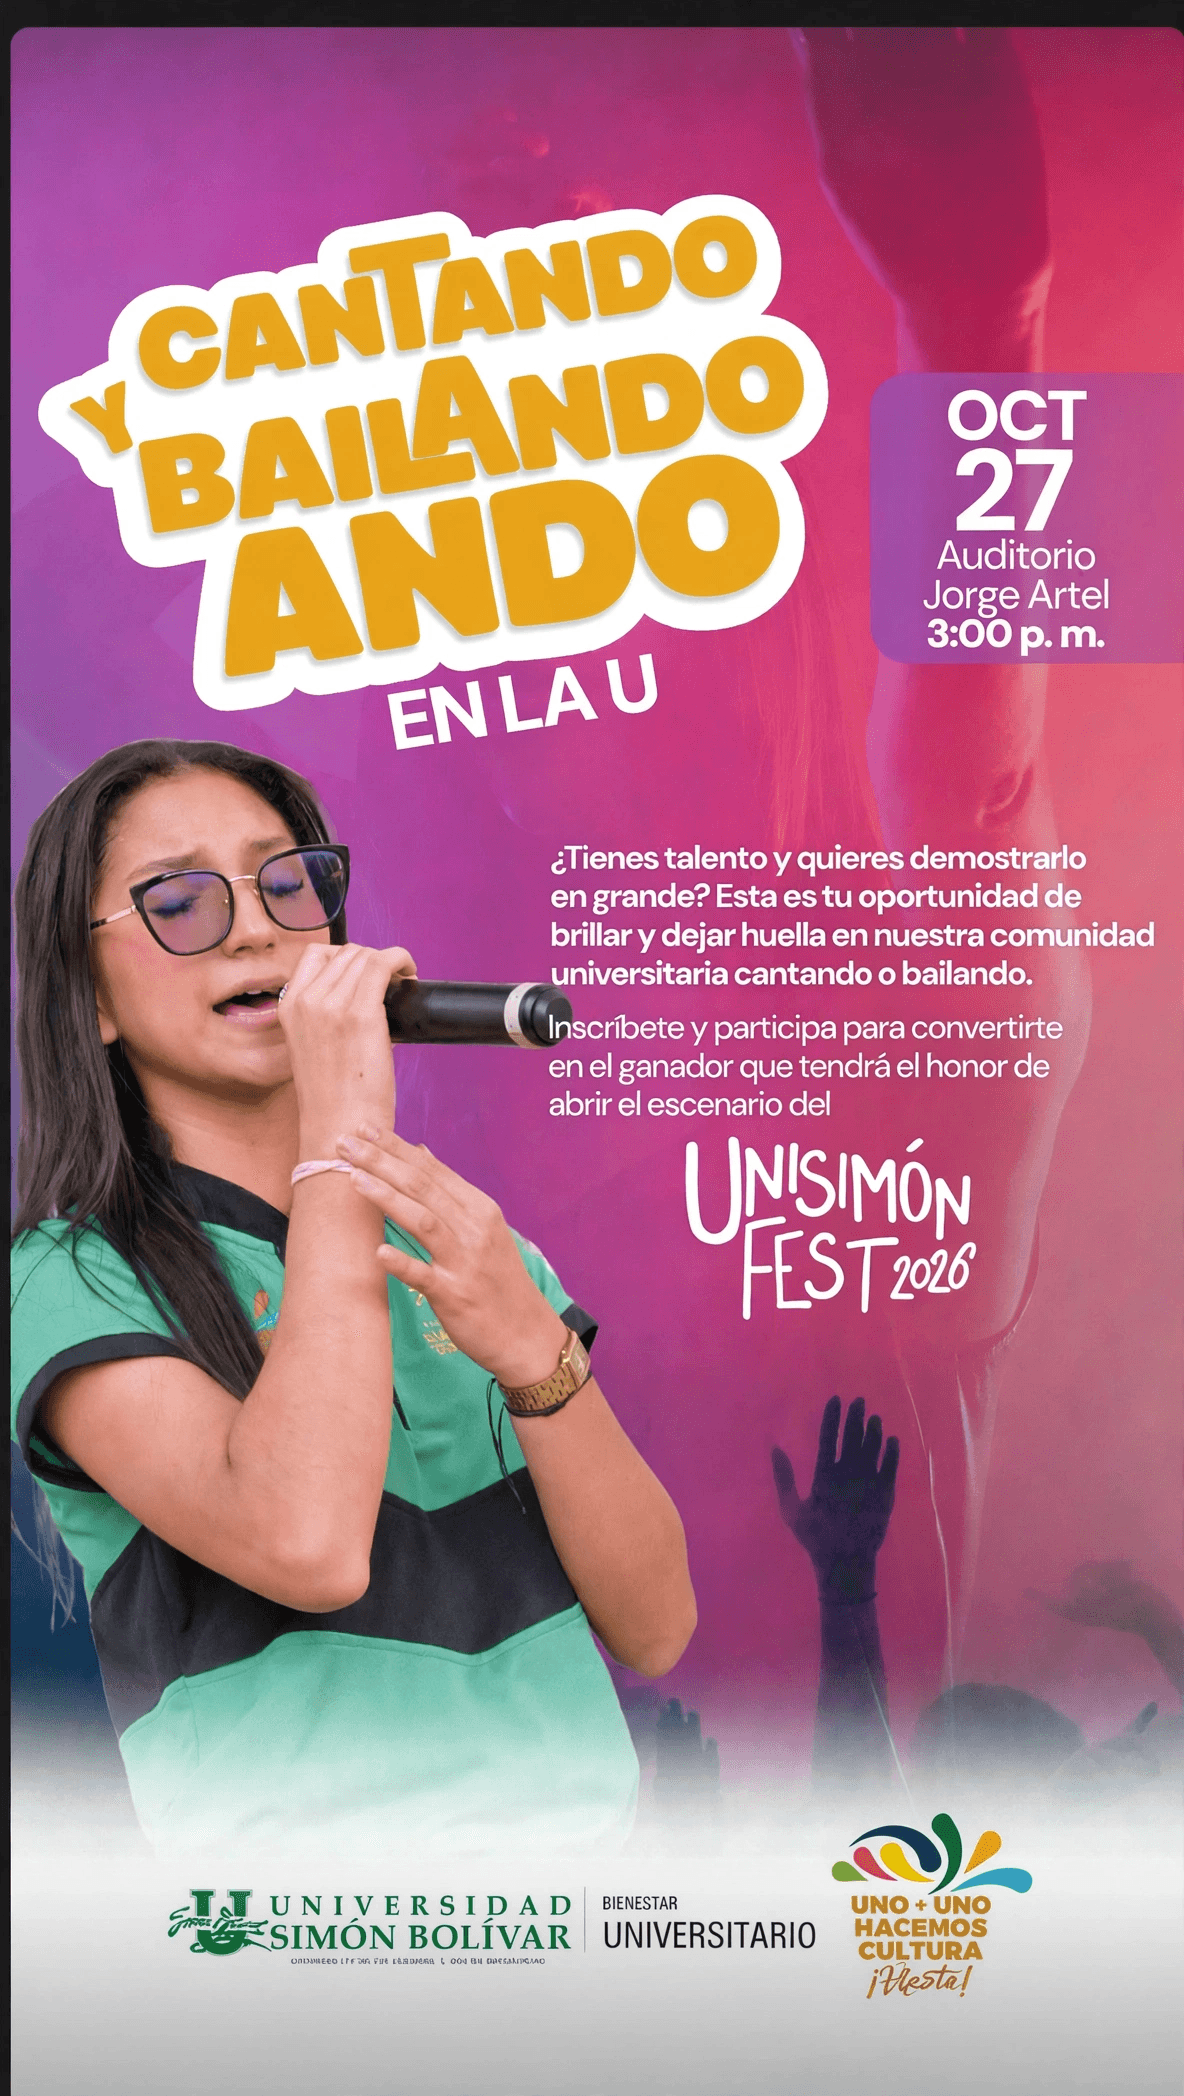 CANTANDO
Y BAILANDO
ANDO
EN LA U
OCT
27
Auditorio
Jorge Artel
3:00 p. m.
¿Tienes talento y quieres demostrarlo
en grande? Esta es tu oportunidad de
brillar y dejar huella en nuestra comunidad
universitaria cantando o bailando.
Inscríbete y participa para convertirte
en el ganador que tendrá el honor de
abrir el escenario del
UNISIMÓN
FEST 2026
UNIVERSIDAD
SIMÓN BOLÍVAR
BIENESTAR
UNIVERSITARIO
UNO + UNO
HACEMOS
CULTURA